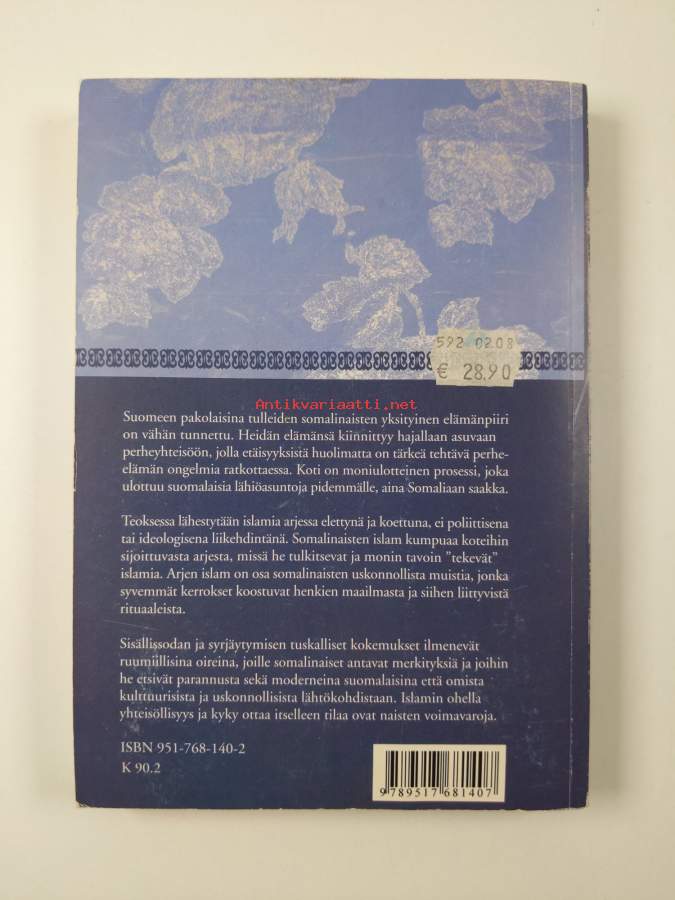 592 0208
€ 28.90
Antikvariaatti.net
Suomeen pakolaisina tulleiden somalinaisten yksityinen elämänpiiri
on vähän tunnettu. Heidän elämänsä kiinnittyy hajallaan asuvaan
perheyhteisöön, jolla etäisyyksistä huolimatta on tärkeä tehtävä perhe-
elämän ongelmia ratkottaessa. Koti on moniulotteinen prosessi, joka
ulottuu suomalaisia lähiöasuntoja pidemmälle, aina Somaliaan saakka.
Teoksessa lähestytään islamia arjessa elettynä ja koettuna, ei poliittisena
tai ideologisena liikehdintänä. Somalinaisten islam kumpuaa koteihin
sijoittuvasta arjesta, missä he tulkitsevat ja monin tavoin ”tekevät”
islamia. Arjen islam on osa somalinaisten uskonnollista muistia, jonka
syvemmät kerrokset koostuvat henkien maailmasta ja siihen liittyvistä
rituaaleista.
Sisällissodan ja syrjäytymisen tuskalliset kokemukset ilmenevät
ruumiillisina oireina, joille somalinaiset antavat merkityksiä ja joihin
he etsivät parannusta sekä moderneina suomalaisina että omista
kulttuurisista ja uskonnollisista lähtökohdistaan. Islamin ohella
yhteisöllisyys ja kyky ottaa itselleen tilaa ovat naisten voimavaroja.
ISBN 951-768-140-2
K 90.2
9 789517 681407